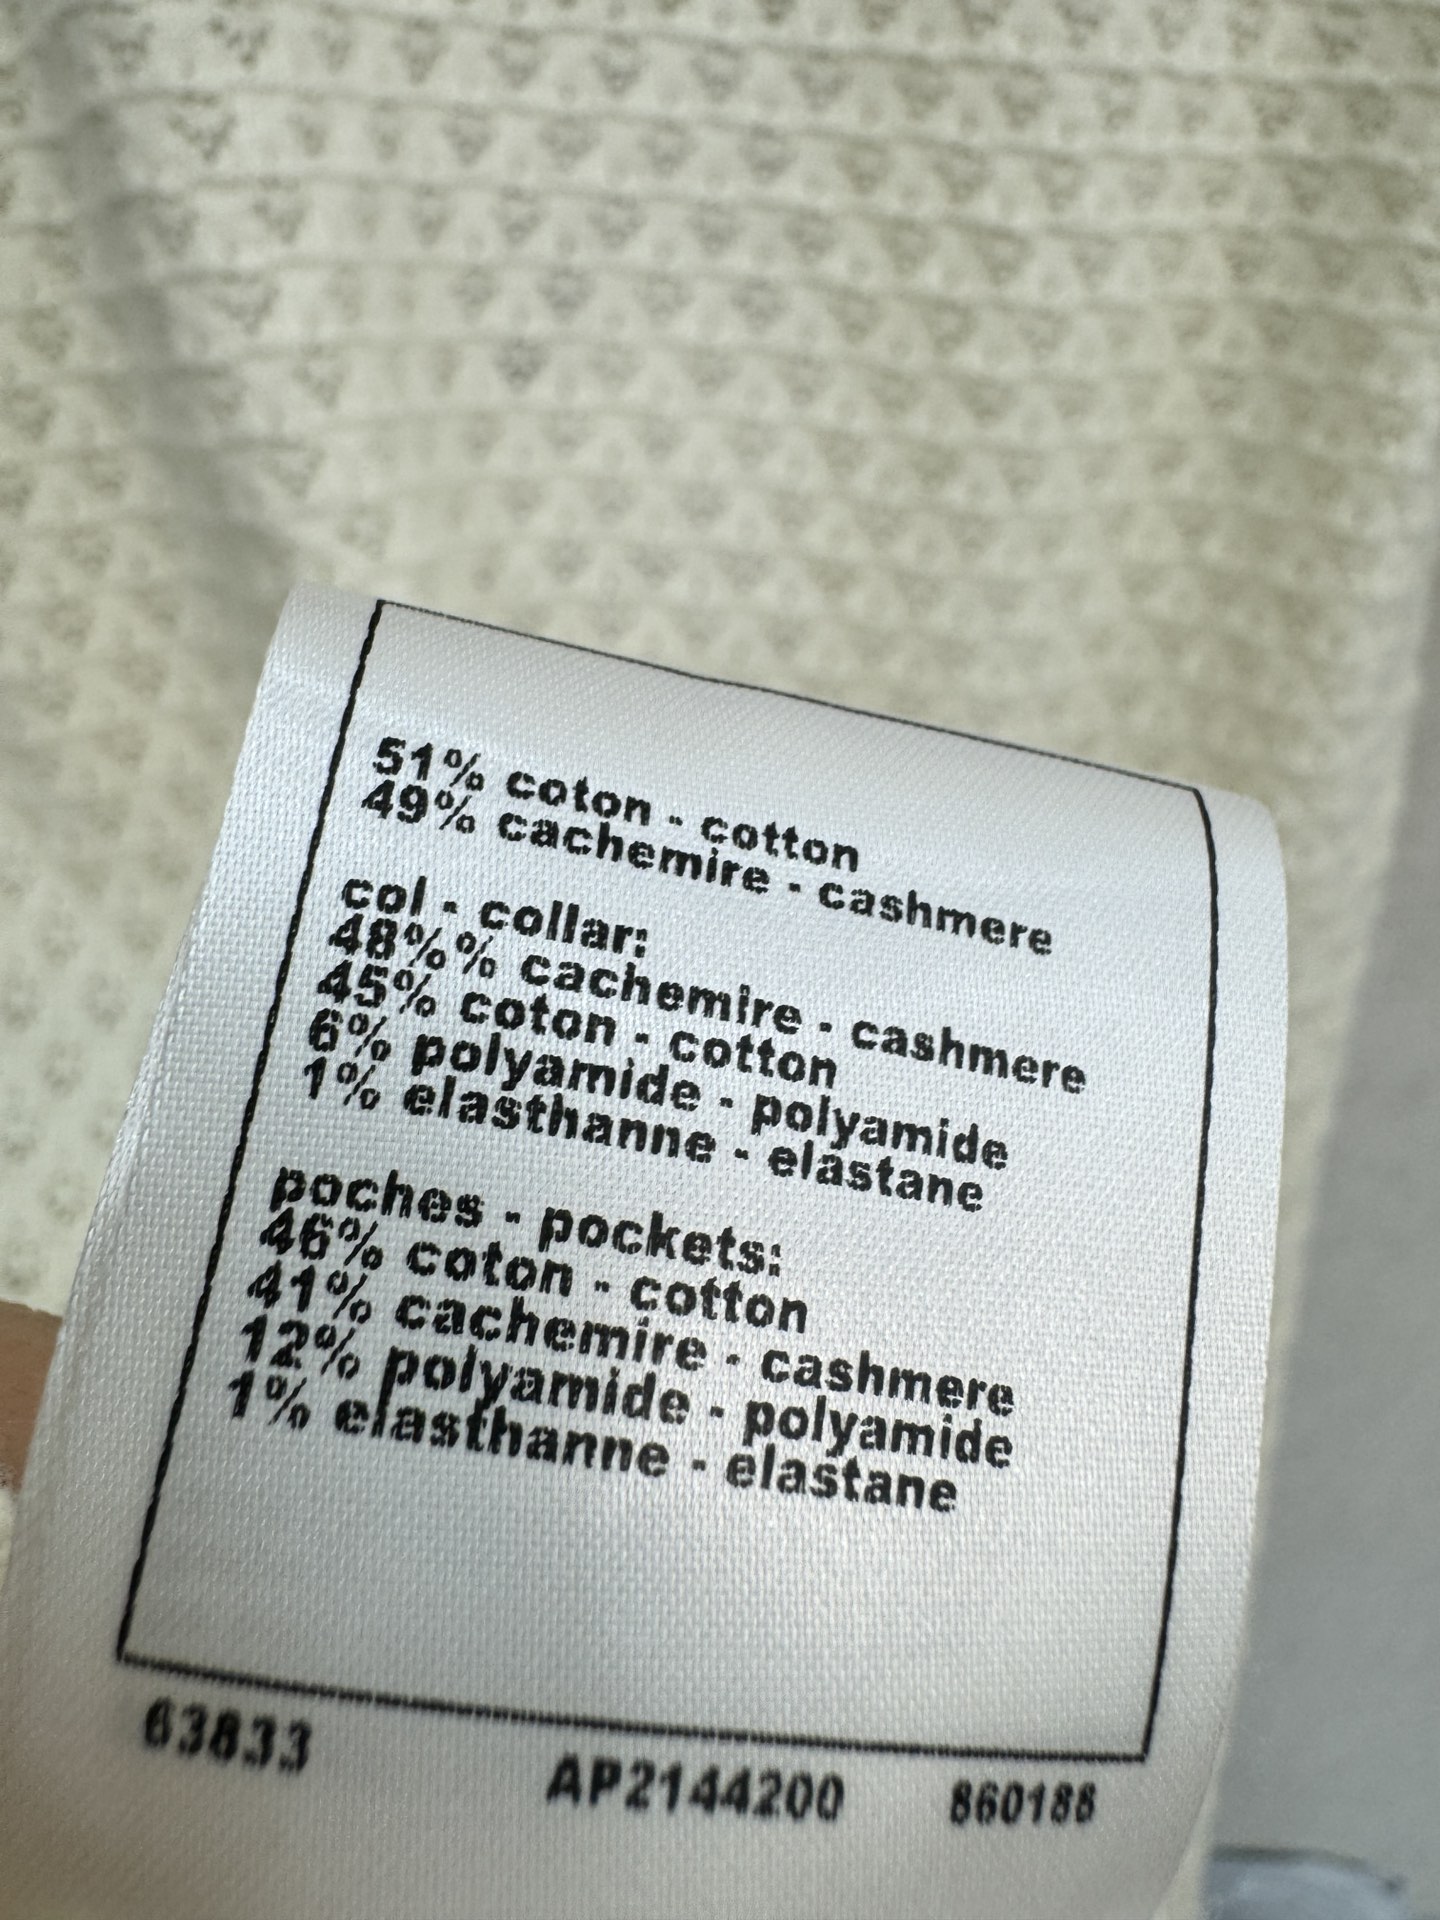 51% coton - cotton
49% cachemire - cashmere
col - collar:
48%% cachemire - cashmere
45% coton - cotton
6% polyamide - polyamide
1% elasthanne - elastane
poches - pockets:
46% coton - cotton
41% cachemire - cashmere
12% polyamide - polyamide
1% elasthanne - elastane
63833 AP2144200 860188